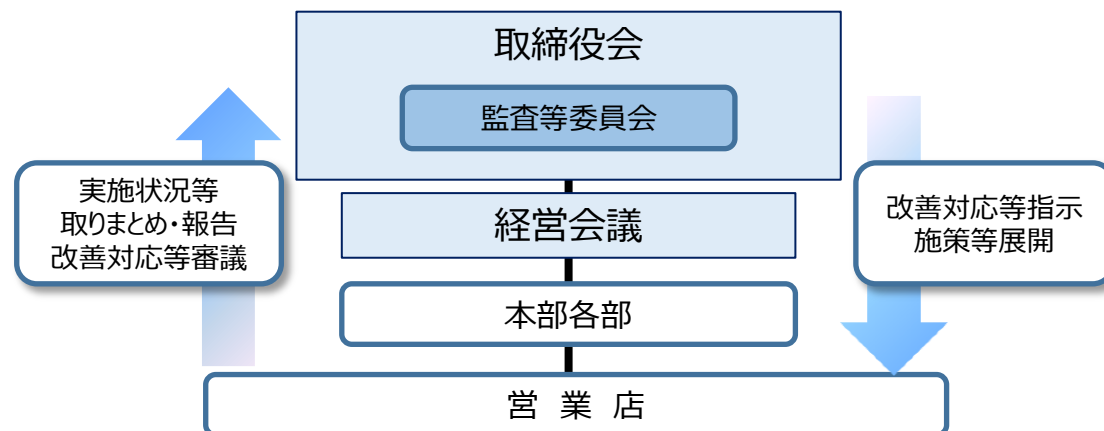 取締役会
監査等委員会
実施状況等
取りまとめ・報告
改善対応等審議
改善対応等指示
施策等展開
経営会議
本部各部
営 業 店